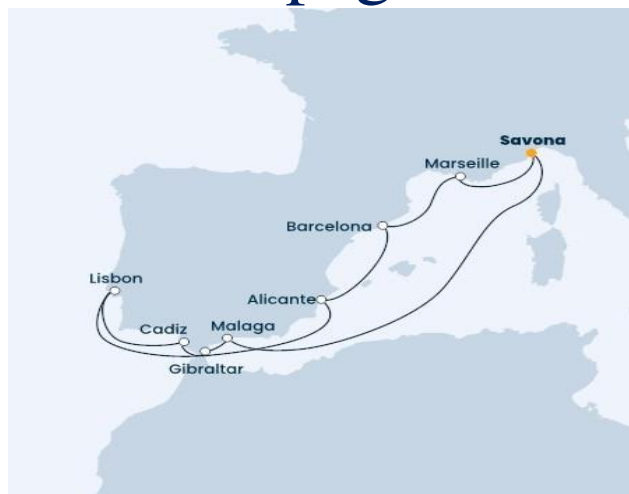 Savona
Marseille
Barcelona
Lisbon
Alicante
Cadiz
Malaga
Gibraltar